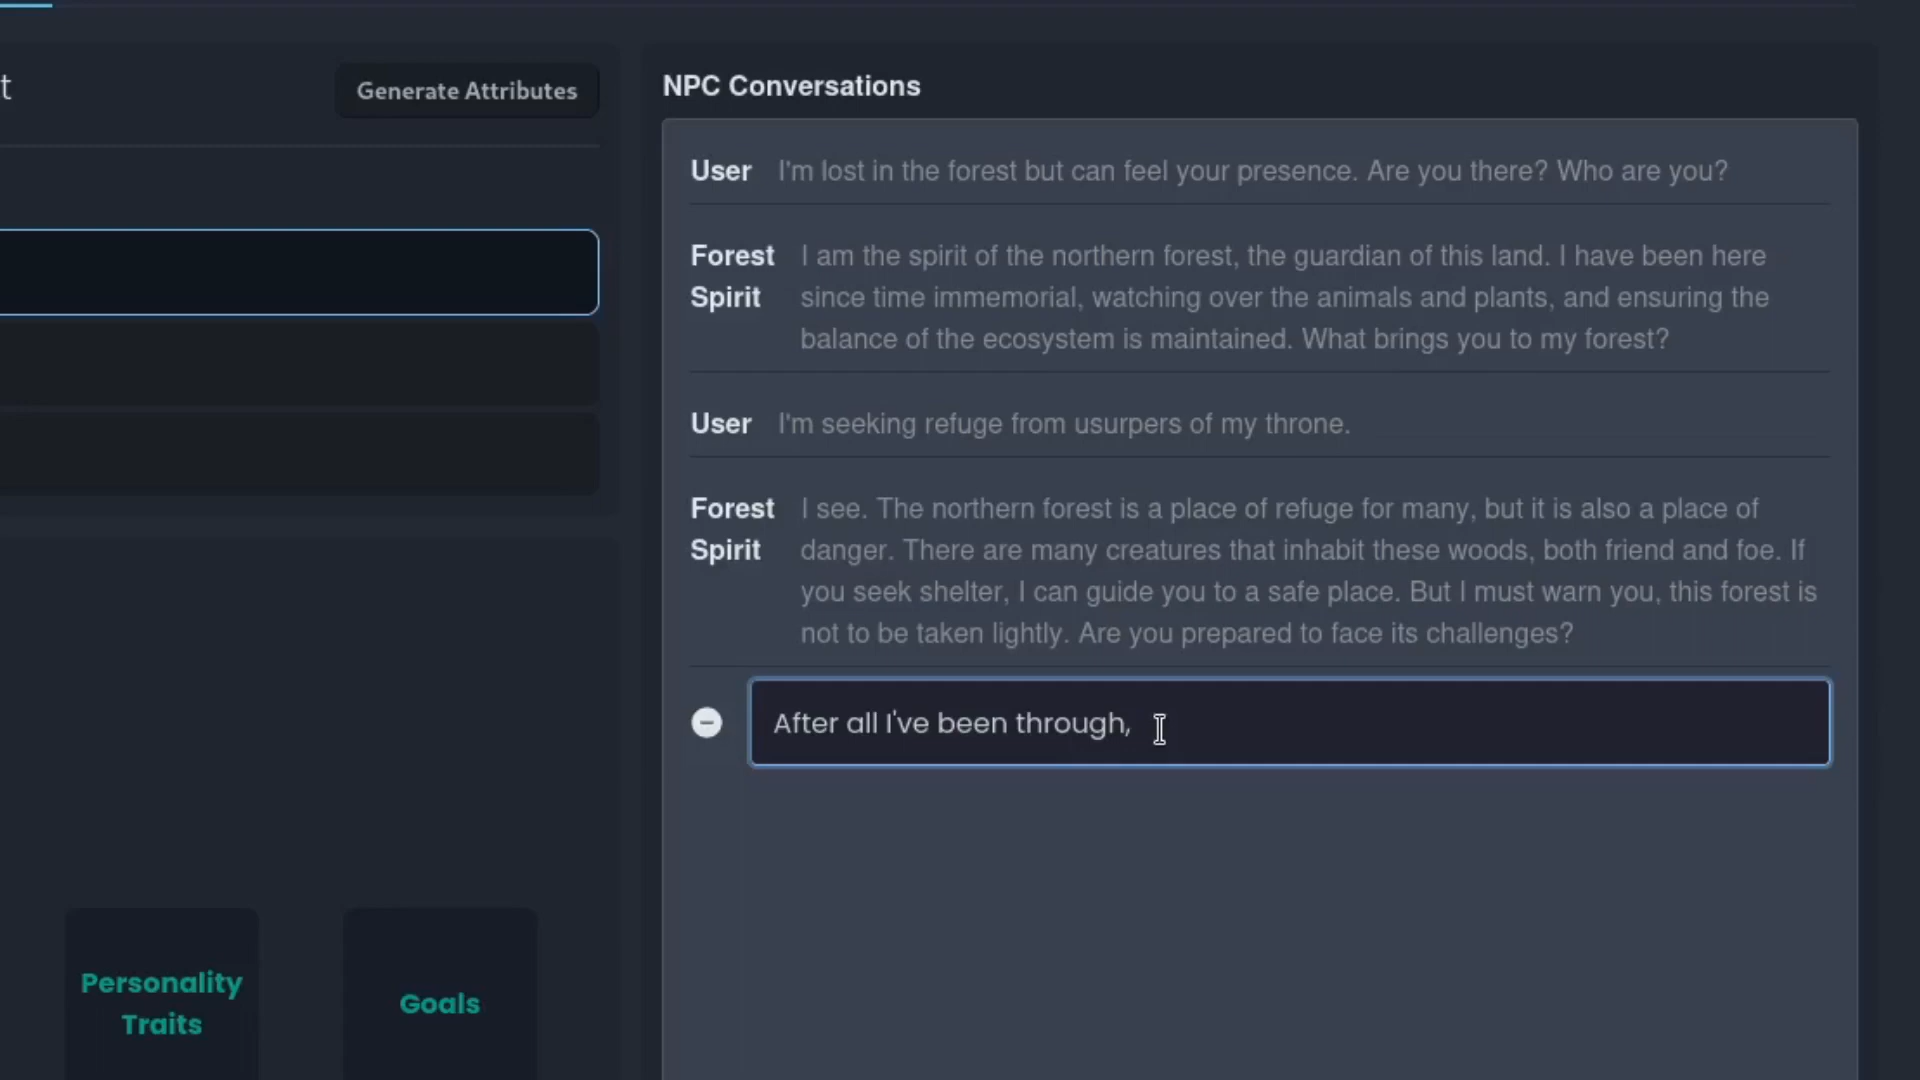 t
Generate Attributes
NPC Conversations
User I'm lost in the forest but can feel your presence. Are you there? Who are you?
Forest I am the spirit of the northern forest, the guardian of this land. I have been here
Spirit since time immemorial, watching over the animals and plants, and ensuring the
balance of the ecosystem is maintained. What brings you to my forest?
User I'm seeking refuge from usurpers of my throne.
Forest I see. The northern forest is a place of refuge for many, but it is also a place of
Spirit danger. There are many creatures that inhabit these woods, both friend and foe. If
you seek shelter, I can guide you to a safe place. But I must warn you, this forest is
not to be taken lightly. Are you prepared to face its challenges?
After all I've been through,
Personality
Traits
Goals